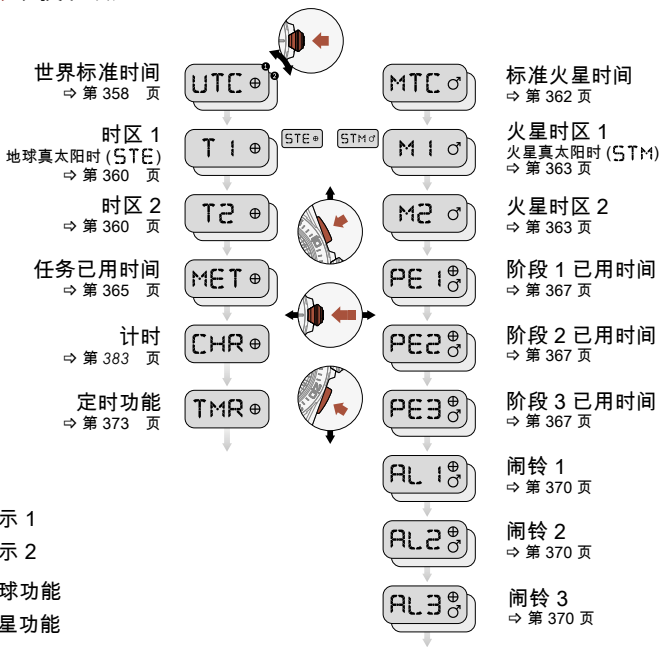 世界标准时间
⇨ 第 358 页
UTC ⊕
❶
❷
时区 1
地球真太阳时 (STE)
⇨ 第 360 页
T1 ⊕
STE ⊕
时区 2
⇨ 第 360 页
T2 ⊕
任务已用时间
⇨ 第 365 页
MET ⊕
计时
⇨ 第 383 页
CHR ⊕
定时功能
⇨ 第 373 页
TMR ⊕
MTC ♂
标准火星时间
⇨ 第 362 页
STM ♂
M1 ♂
火星时区 1
火星真太阳时 (STM)
⇨ 第 363 页
M2 ♂
火星时区 2
⇨ 第 363 页
PE1 ⊕ ♂
阶段 1 已用时间
⇨ 第 367 页
PE2 ⊕ ♂
阶段 2 已用时间
⇨ 第 367 页
PE3 ⊕ ♂
阶段 3 已用时间
⇨ 第 367 页
AL1 ⊕ ♂
闹铃 1
⇨ 第 370 页
AL2 ⊕ ♂
闹铃 2
⇨ 第 370 页
AL3 ⊕ ♂
闹铃 3
⇨ 第 370 页
示 1
示 2
球功能
星功能